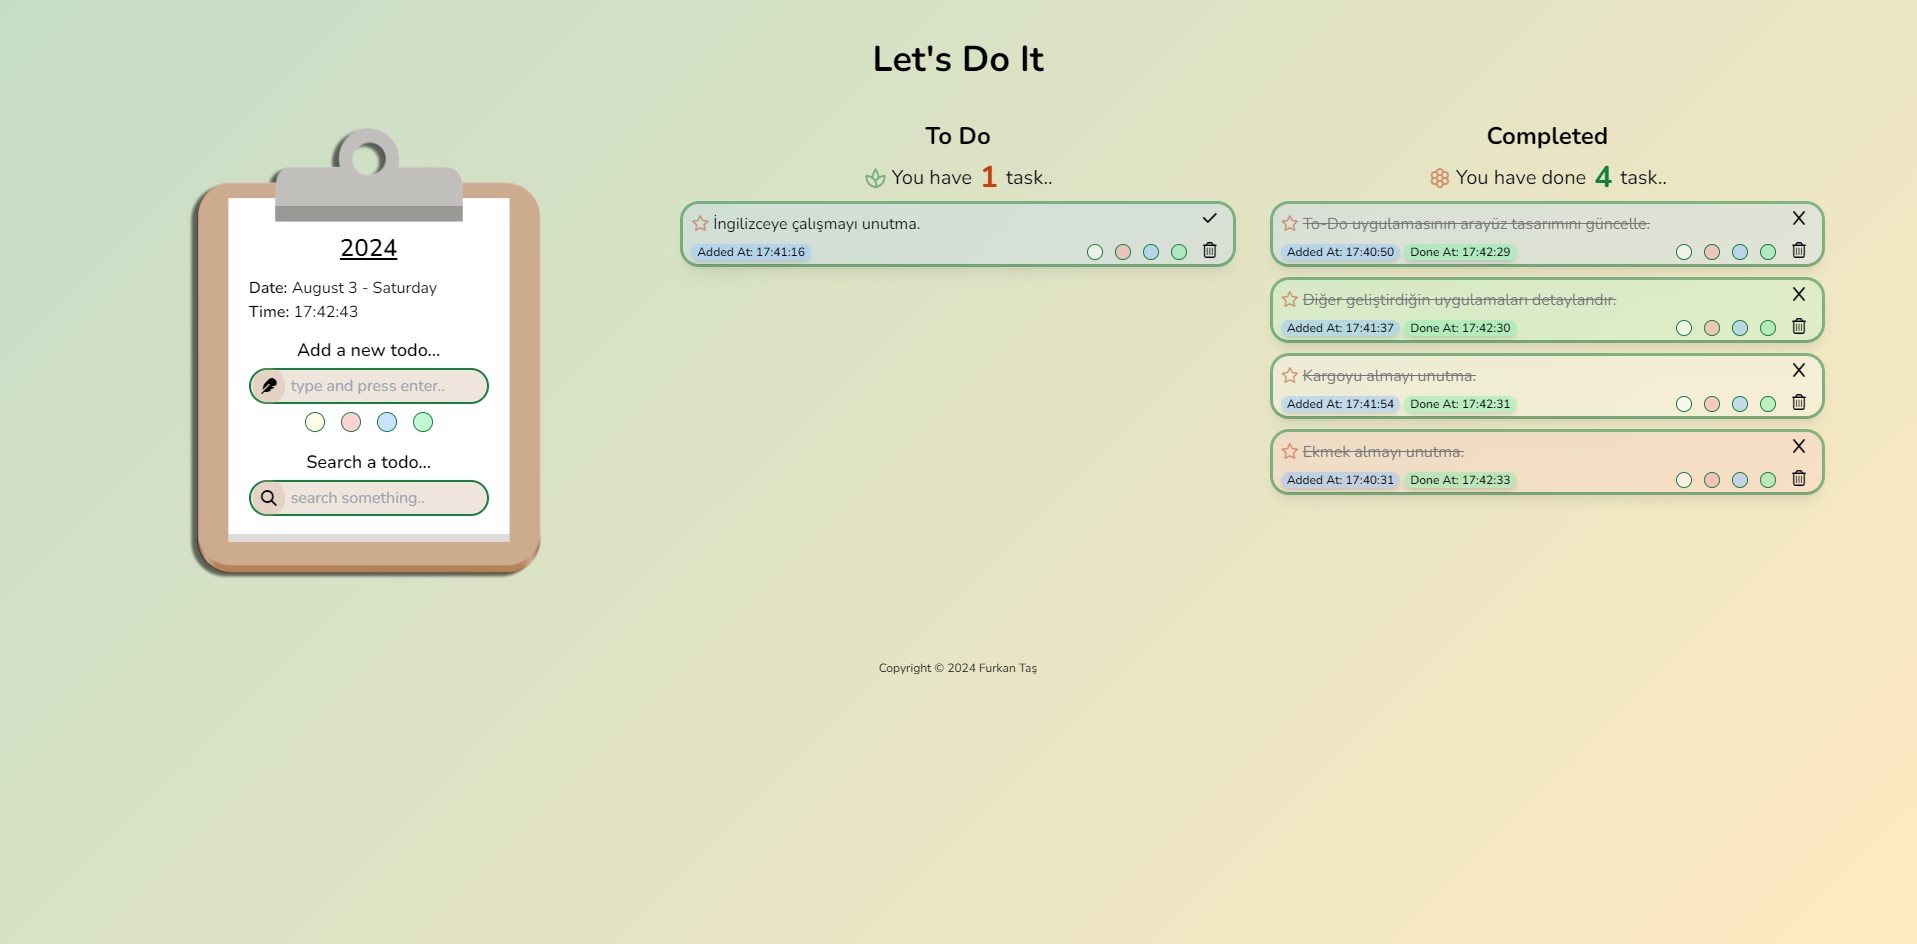 Let's Do It
2024
Date: August 3 - Saturday
Time: 17:42:43
Add a new todo...
type and press enter..
Search a todo...
search something..
To Do
You have 1 task..
İngilizceye çalışmayı unutma.
Added At: 17:41:16
Completed
You have done 4 task..
To-Do uygulamasının arayüz tasarımını güncelle.
Added At: 17:40:50 Done At: 17:42:29
Diğer geliştirdiğin uygulamaları detaylandır.
Added At: 17:41:37 Done At: 17:42:30
Kargoyu almayı unutma.
Added At: 17:41:54 Done At: 17:42:31
Ekmek almayı unutma.
Added At: 17:40:31 Done At: 17:42:33
Copyright © 2024 Furkan Taş